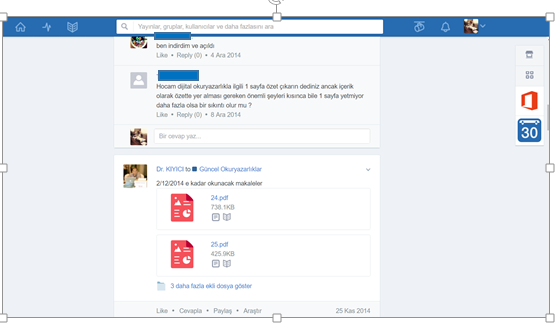 Yayınlar, gruplar, kullanıcılar ve daha fazlasını ara
ben indirdim ve açıldı
Like • Reply (0) • 4 Ara 2014
Hocam dijital okuryazarlıkla ilgili 1 sayfa özet çıkarın dediniz ancak içerik
olarak özette yer alması gereken önemli şeyleri kısınca bile 1 sayfa yetmiyor
daha fazla olsa bir sıkıntı olur mu ?
Like • Reply (0) • 8 Ara 2014
Bir cevap yaz...
30
Dr. KIYICI to Güncel Okuryazarlıklar
2/12/2014 e kadar okunacak makaleler
24.pdf
738.1KB
25.pdf
425.9KB
3 daha fazla ekli dosya göster
Like • Cevapla • Paylaş • Araştır
25 Kas 2014